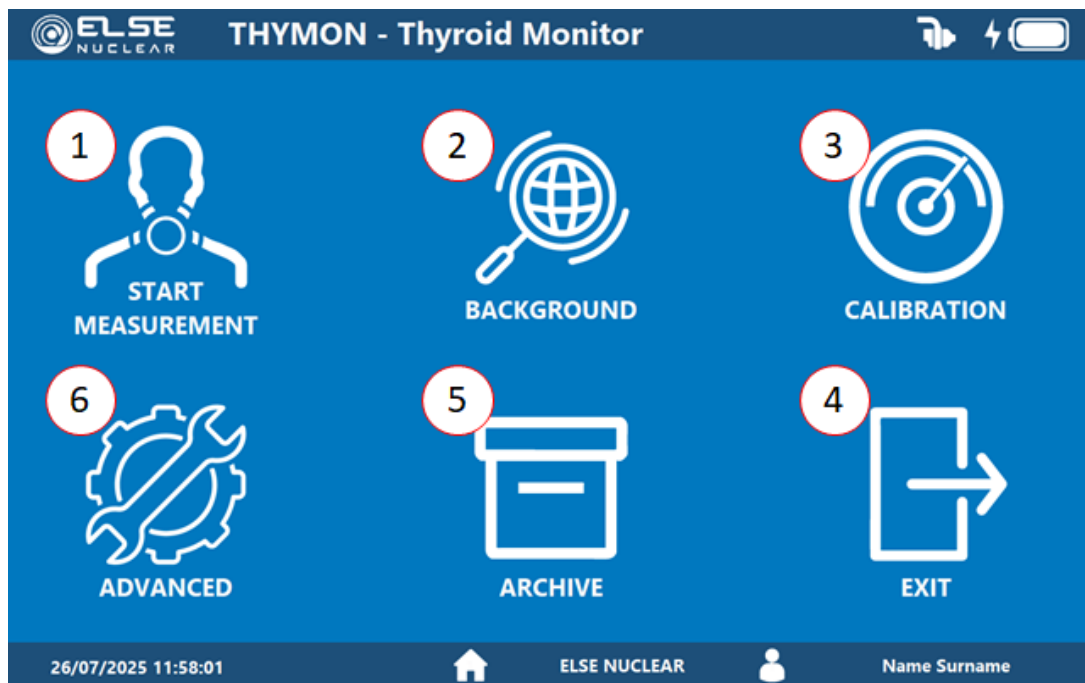 ELSE
NUCLEAR
THYMON - Thyroid Monitor
1
START
MEASUREMENT
2
BACKGROUND
3
CALIBRATION
6
ADVANCED
5
ARCHIVE
4
EXIT
26/07/2025 11:58:01
ELSE NUCLEAR
Name Surname